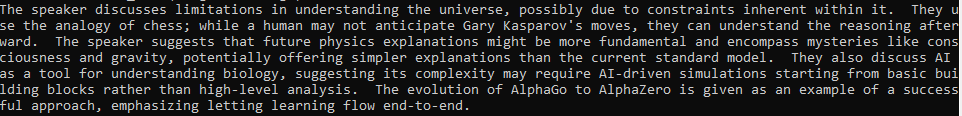 The speaker discusses limitations in understanding the universe, possibly due to constraints inherent within it.  They u
se the analogy of chess; while a human may not anticipate Gary Kasparov's moves, they can understand the reasoning after
ward.  The speaker suggests that future physics explanations might be more fundamental and encompass mysteries like cons
ciousness and gravity, potentially offering simpler explanations than the current standard model.  They also discuss AI
as a tool for understanding biology, suggesting its complexity may require AI-driven simulations starting from basic bui
lding blocks rather than high-level analysis.  The evolution of AlphaGo to AlphaZero is given as an example of a success
ful approach, emphasizing letting learning flow end-to-end.